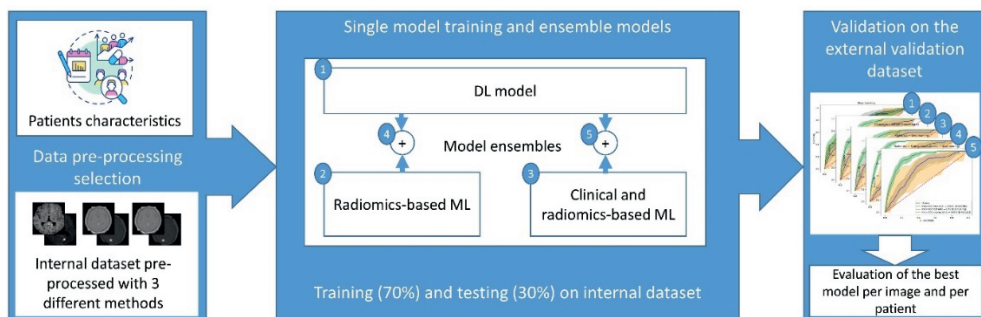 Patients characteristics
Data pre-processing
selection
Internal dataset pre-
processed with 3
different methods
Single model training and ensemble models
1
DL model
4
+
5
+
Model ensembles
2
Radiomics-based ML
3
Clinical and
radiomics-based ML
Training (70%) and testing (30%) on internal dataset
Validation on the
external validation
dataset
1
2
3
4
5
Evaluation of the best
model per image and per
patient